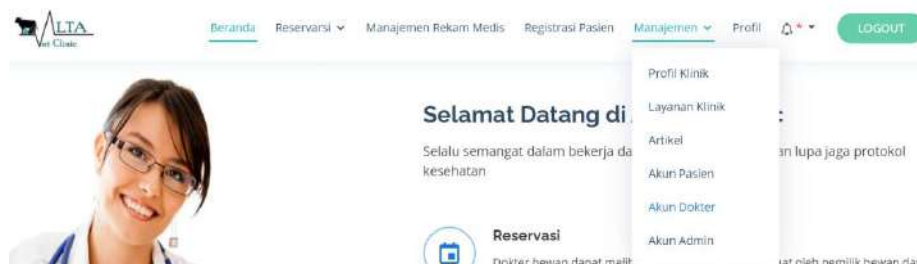 ALTA
Vet Clinic
Beranda
Reservarsi
Manajemen Rekam Medis
Registrasi Pasien
Manajemen
Profil
LOGOUT
Profil Klinik
Layanan Klinik
Artikel
Akun Pasien
Akun Dokter
Akun Admin
Selamat Datang di
Selalu semangat dalam bekerja da
an lupa jaga protokol
kesehatan
Reservasi
Dokter hewan dapat melih
at oleh pemilik hewan da